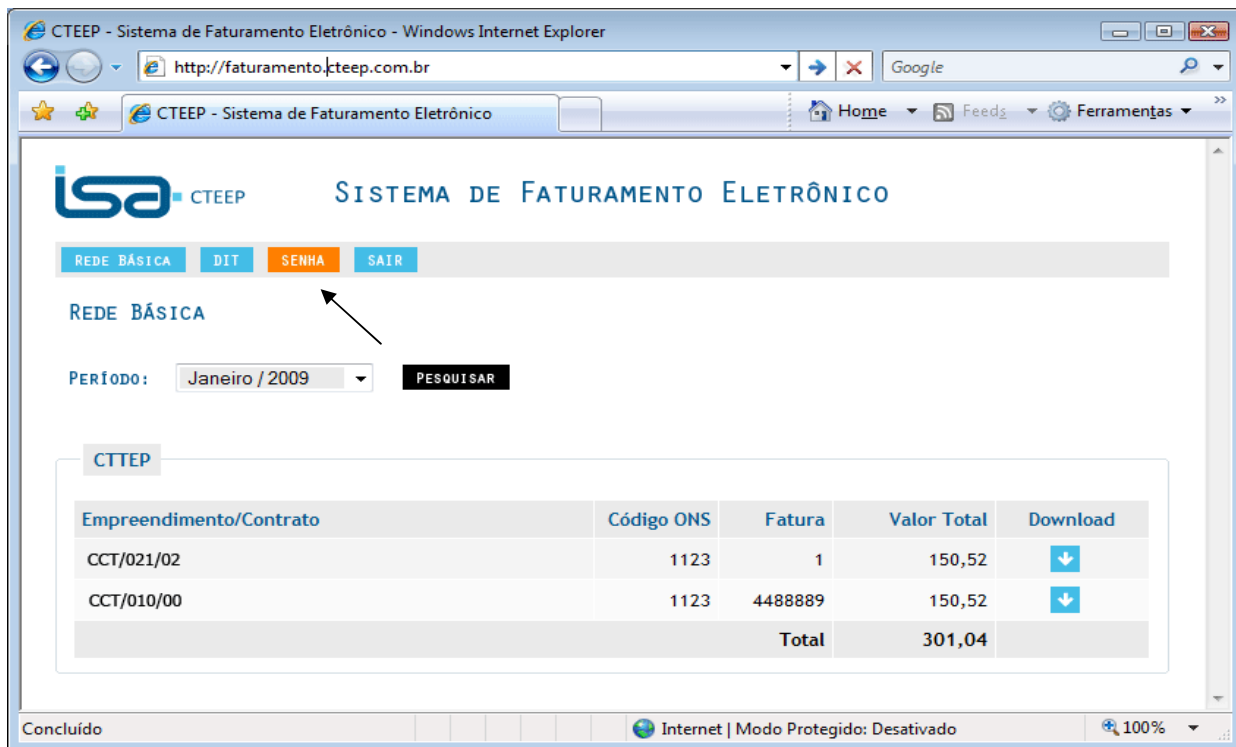 CTEEP - Sistema de Faturamento Eletrônico - Windows Internet Explorer
http://faturamento.cteep.com.br Google
CTEEP - Sistema de Faturamento Eletrônico Home Feeds Ferramentas »
isa CTEEP SISTEMA DE FATURAMENTO ELETRÔNICO
REDE BÁSICA DIT SENHA SAIR
REDE BÁSICA
PERÍODO: Janeiro / 2009 PESQUISAR
CTTEP
Empreendimento/Contrato Código ONS Fatura Valor Total Download
CCT/021/02 1123 1 150,52
CCT/010/00 1123 4488889 150,52
Total 301,04
Concluído Internet | Modo Protegido: Desativado 100%